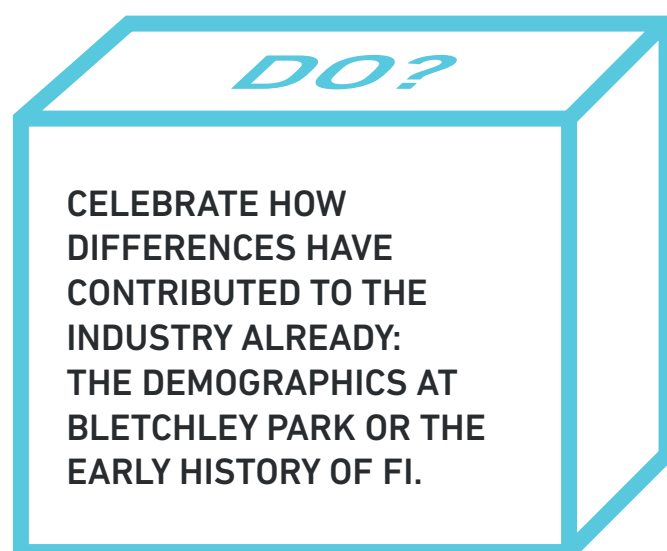 DO?
CELEBRATE HOW
DIFFERENCES HAVE
CONTRIBUTED TO THE
INDUSTRY ALREADY:
THE DEMOGRAPHICS AT
BLETCHLEY PARK OR THE
EARLY HISTORY OF FI.